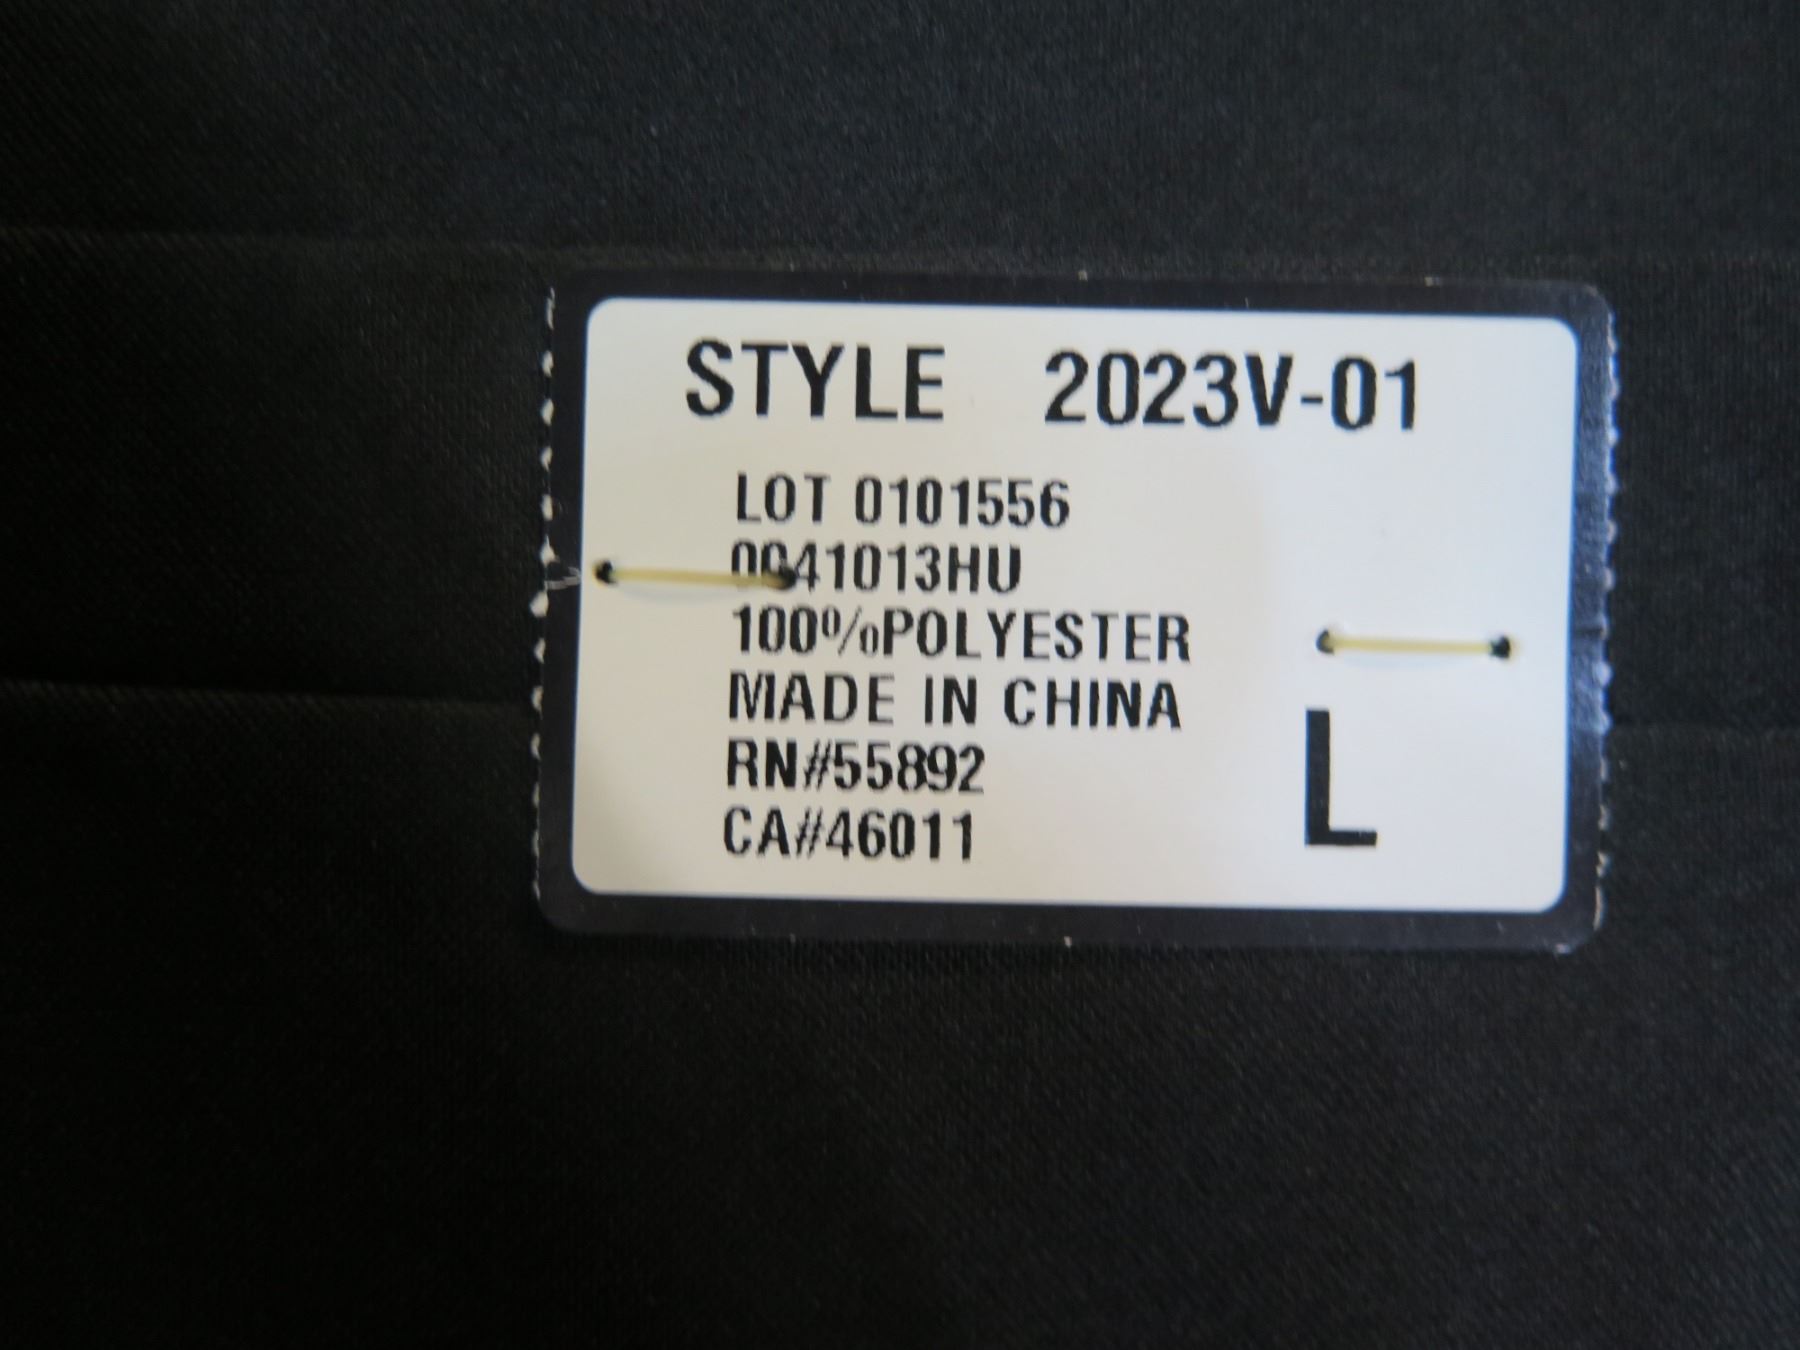 STYLE 2023V-01
LOT 0101556
0041013HU
100%POLYESTER
MADE IN CHINA
RN#55892
CA#46011
L